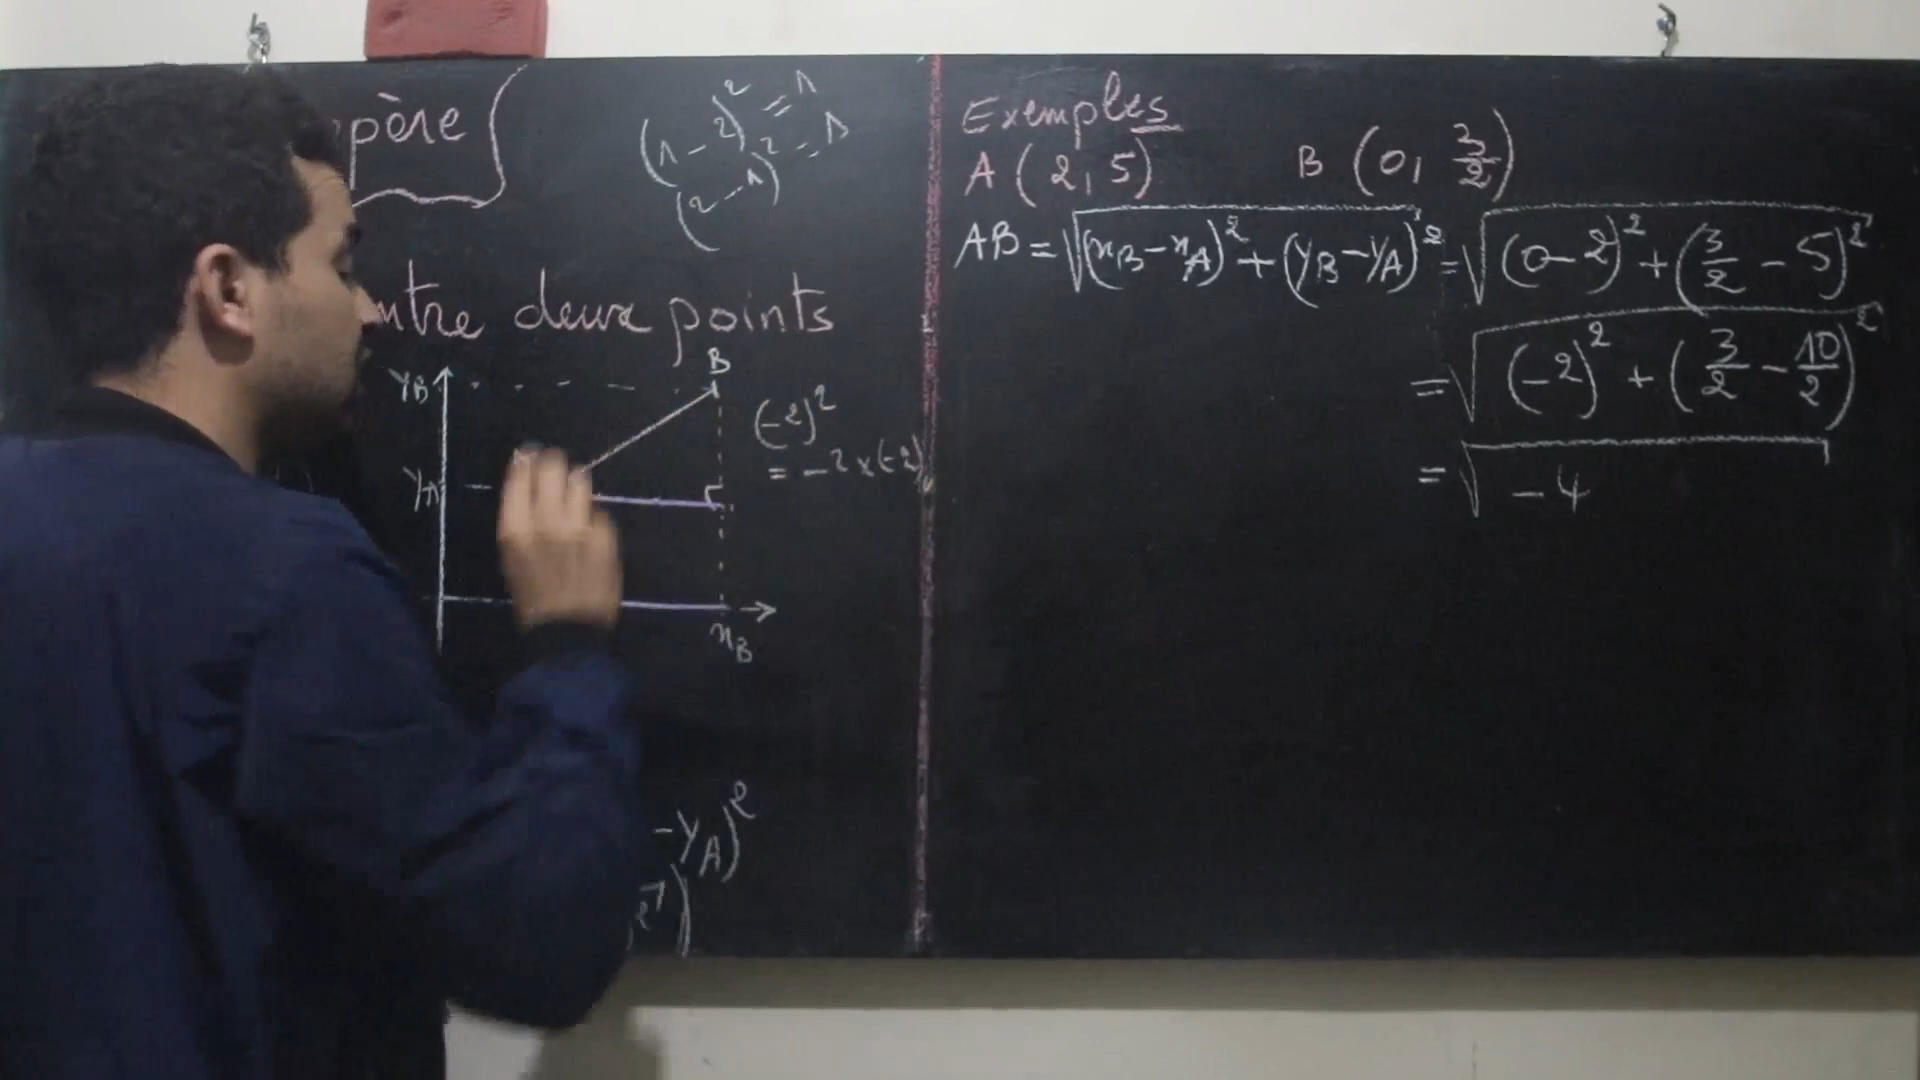 (1-2)² = 1
(2-1)² = 1
deux points
B
yB
yA
xB
(-2)²
= -2 x (-2)
- yA)²
Exemples
A (2, 5) B (0, 3/2)
AB = √(xB - xA)² + (yB - yA)² = √(0 - 2)² + (3/2 - 5)²
= √(-2)² + (3/2 - 10/2)²
= √-4